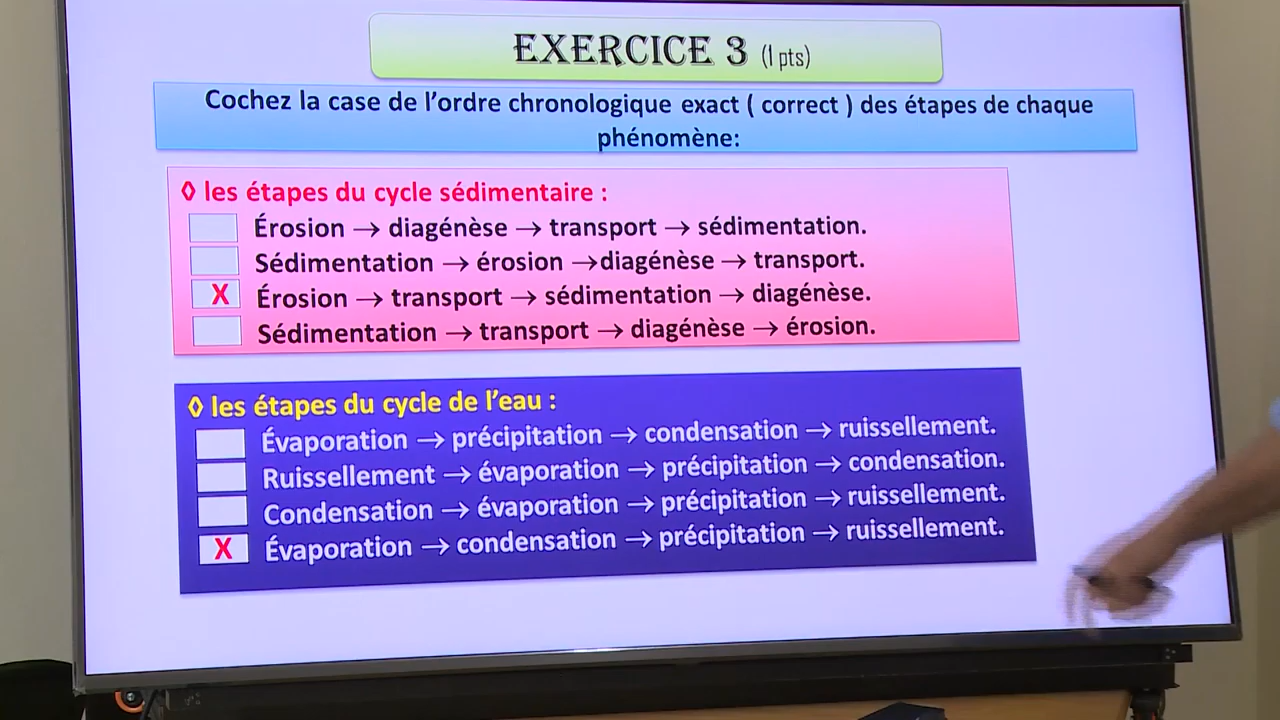 EXERCICE 3 (1 pts)
Cochez la case de l’ordre chronologique exact ( correct ) des étapes de chaque
phénomène:
◊ les étapes du cycle sédimentaire :
Érosion → diagénèse → transport → sédimentation.
Sédimentation → érosion →diagénèse → transport.
X Érosion → transport → sédimentation → diagénèse.
Sédimentation → transport → diagénèse → érosion.
◊ les étapes du cycle de l’eau :
Évaporation → précipitation → condensation → ruissellement.
Ruissellement → évaporation → précipitation → condensation.
Condensation → évaporation → précipitation → ruissellement.
X Évaporation → condensation → précipitation → ruissellement.